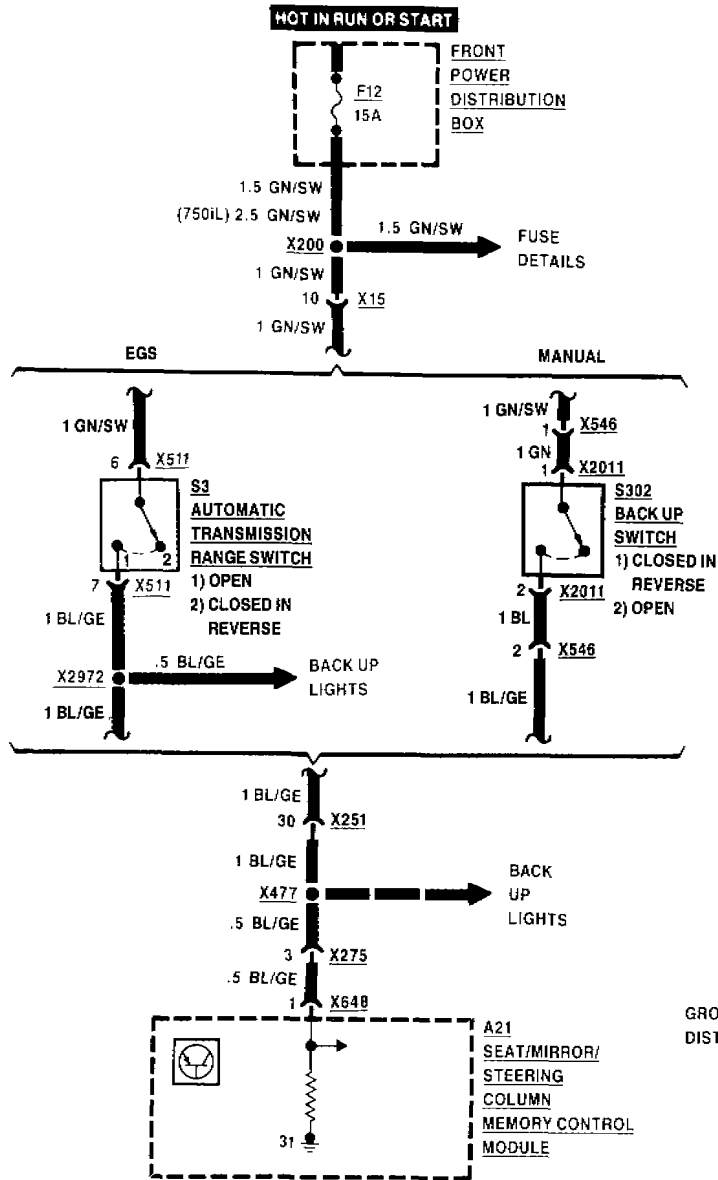 HOT IN RUN OR START
FRONT
POWER
DISTRIBUTION
BOX
F12
15A
1.5 GN/SW
(750iL) 2.5 GN/SW
1.5 GN/SW
X200
FUSE
DETAILS
1 GN/SW
10 X15
1 GN/SW
EGS
MANUAL
1 GN/SW
6 X511
S3
AUTOMATIC
TRANSMISSION
RANGE SWITCH
1) OPEN
2) CLOSED IN
REVERSE
1 2
7 X511
1 BL/GE
X2972
.5 BL/GE
BACK UP
LIGHTS
1 BL/GE
1 GN/SW
1 X546
1 GN
1 X2011
S302
BACK UP
SWITCH
1) CLOSED IN
REVERSE
2) OPEN
2 X2011
1 BL
2 X546
1 BL/GE
1 BL/GE
30 X251
1 BL/GE
X477
BACK
UP
LIGHTS
.5 BL/GE
3 X275
.5 BL/GE
1 X648
A21
SEAT/MIRROR/
STEERING
COLUMN
MEMORY CONTROL
MODULE
31
GRO
DIST